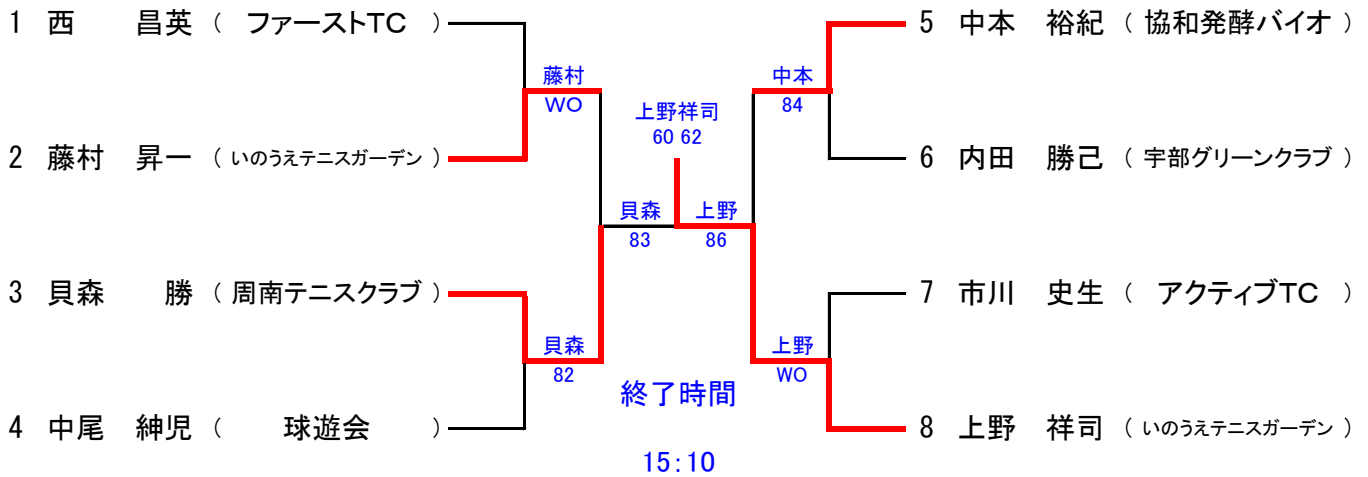 1 西 昌英 （ ファーストTC ）
藤村
WO
2 藤村 昇一 （ いのうえテニスガーデン ）
貝森
83
3 貝森 勝 （ 周南テニスクラブ ）
貝森
82
4 中尾 紳児 （ 球遊会 ）
上野祥司
60 62
終了時間
15:10
5 中本 裕紀 （ 協和発酵バイオ ）
中本
84
6 内田 勝己 （ 宇部グリーンクラブ ）
上野
86
7 市川 史生 （ アクティブTC ）
上野
WO
8 上野 祥司 （ いのうえテニスガーデン ）